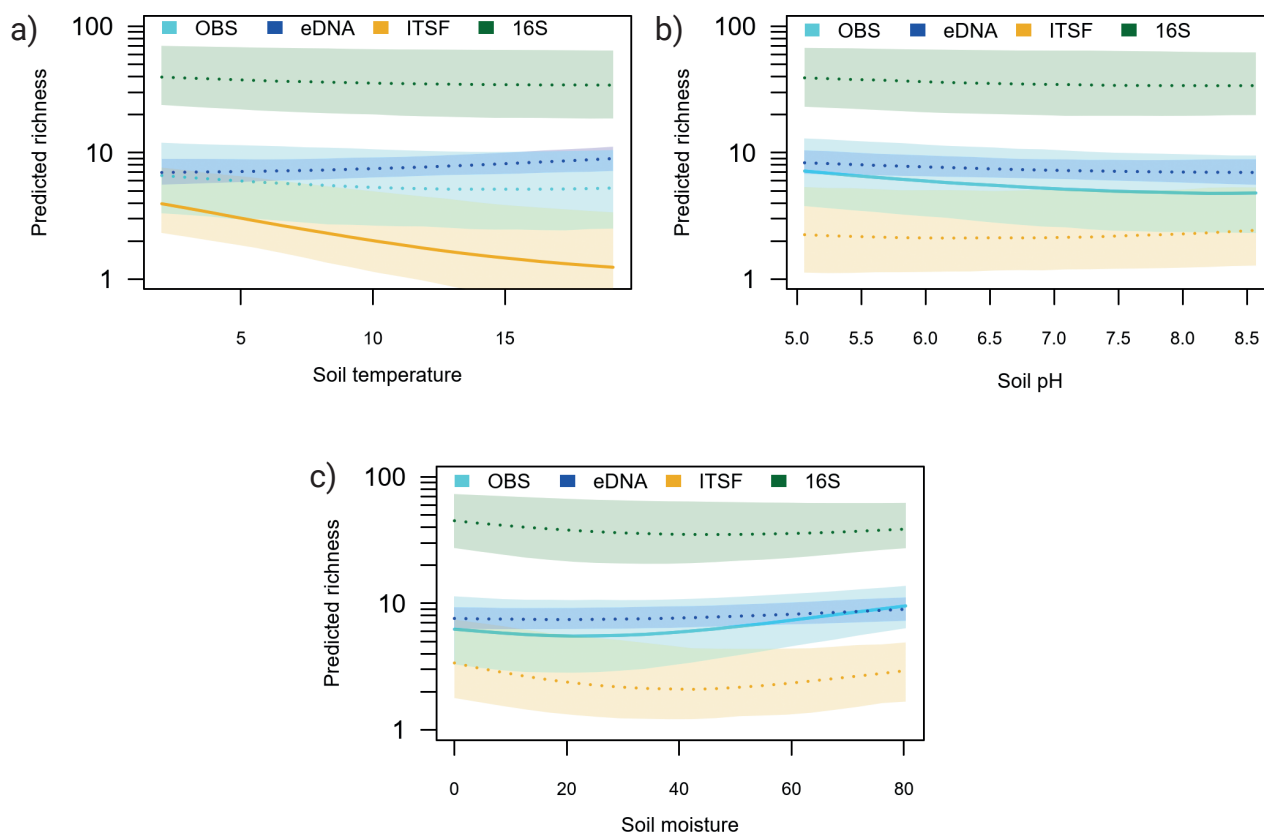 a)
100
10
1
Predicted richness
OBS eDNA ITSF 16S
5 10 15
Soil temperature
b)
100
10
1
Predicted richness
OBS eDNA ITSF 16S
5.0 5.5 6.0 6.5 7.0 7.5 8.0 8.5
Soil pH
c)
100
10
1
Predicted richness
OBS eDNA ITSF 16S
0 20 40 60 80
Soil moisture